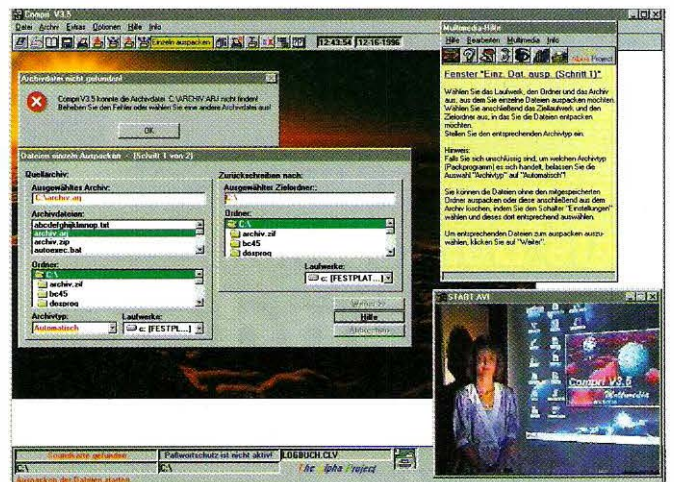 Compri V3.5
Datei Archiv Extras Optionen Hilfe Info
Einzeln auspacken
12:43:54 12-16-1996
Archivdatei nicht gefunden!
Compri V3.5 konnte die Archivdatei C:\ARCHIV.ARJ nicht finden!
Beheben Sie den Fehler oder wählen Sie eine andere Archivdatei aus!
OK
Dateien einzeln Auspacken - (Schritt 1 von 2)
Quellarchiv:
Ausgewähltes Archiv:
C:\archiv.arj
Archivdateien:
abcdefghijklmnop.txt
archiv.arj
archiv.zip
autoexec.bat
Ordner:
C:\
archiv.zif
bc45
dosprog
Archivtyp:
Automatisch
Laufwerke:
c: [FESTPL...]
Zurückschreiben nach:
Ausgewählter Zielordner:
C:\
Ordner:
C:\
archiv.zif
bc45
dosprog
Laufwerke:
c: [FESTPLAT...]
Weiter >>
Hilfe
Abbrechen
Multimedia-Hilfe
Hilfe Bearbeiten Multimedia Info
Alpha Project
Fenster "Einz. Dat. ausp. (Schritt 1)"
Wählen Sie das Laufwerk, den Ordner und das Archiv
aus, aus dem Sie einzelne Dateien auspacken möchten.
Wählen Sie anschließend das Ziellaufwerk und den
Zielordner aus, in das Sie die Dateien entpacken
möchten.
Stellen Sie den entsprechenden Archivtyp ein.
Hinweis:
Falls Sie sich unschlüssig sind, um welchen Archivtyp
(Packprogramm) es sich handelt, belassen Sie die
Auswahl "Archivtyp" auf "Automatisch"!
Sie können die Dateien ohne den mitgespeicherten
Ordner auspacken oder diese anschließend aus dem
Archiv löschen, indem Sie den Schalter "Einstellungen"
wählen und dieses dort entsprechend auswählen.
Um entsprechenden Dateien zum auspacken auszu-
wählen, klicken Sie auf "Weiter".
START.AVI
Compri V3.5
Multimedia
Soundkarte gefunden
Paßwortschutz ist nicht aktiv!
LOGBUCH.CLV
C:\
C:\
The Alpha Project
Auspacken der Dateien starten